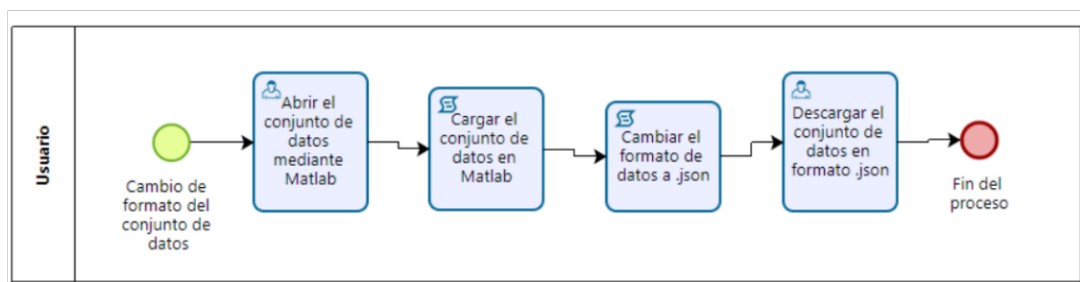 Usuario
Cambio de
formato del
conjunto de
datos
Abrir el
conjunto de
datos
mediante
Matlab
Cargar el
conjunto de
datos en
Matlab
Cambiar el
formato de
datos a .json
Descargar el
conjunto de
datos en
formato .json
Fin del
proceso